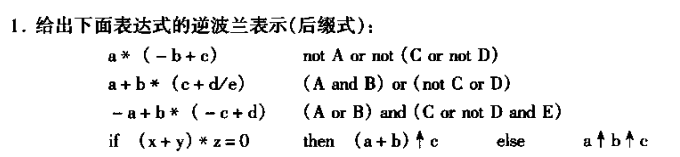 1. 给出下面表达式的逆波兰表示(后缀式):
a* (-b+c) not A or not (C or not D)
a+b* (c+d/e) (A and B) or (not C or D)
-a+b* (-c+d) (A or B) and (C or not D and E)
if (x+y)*z=0 then (a+b)↑c else a↑b↑c